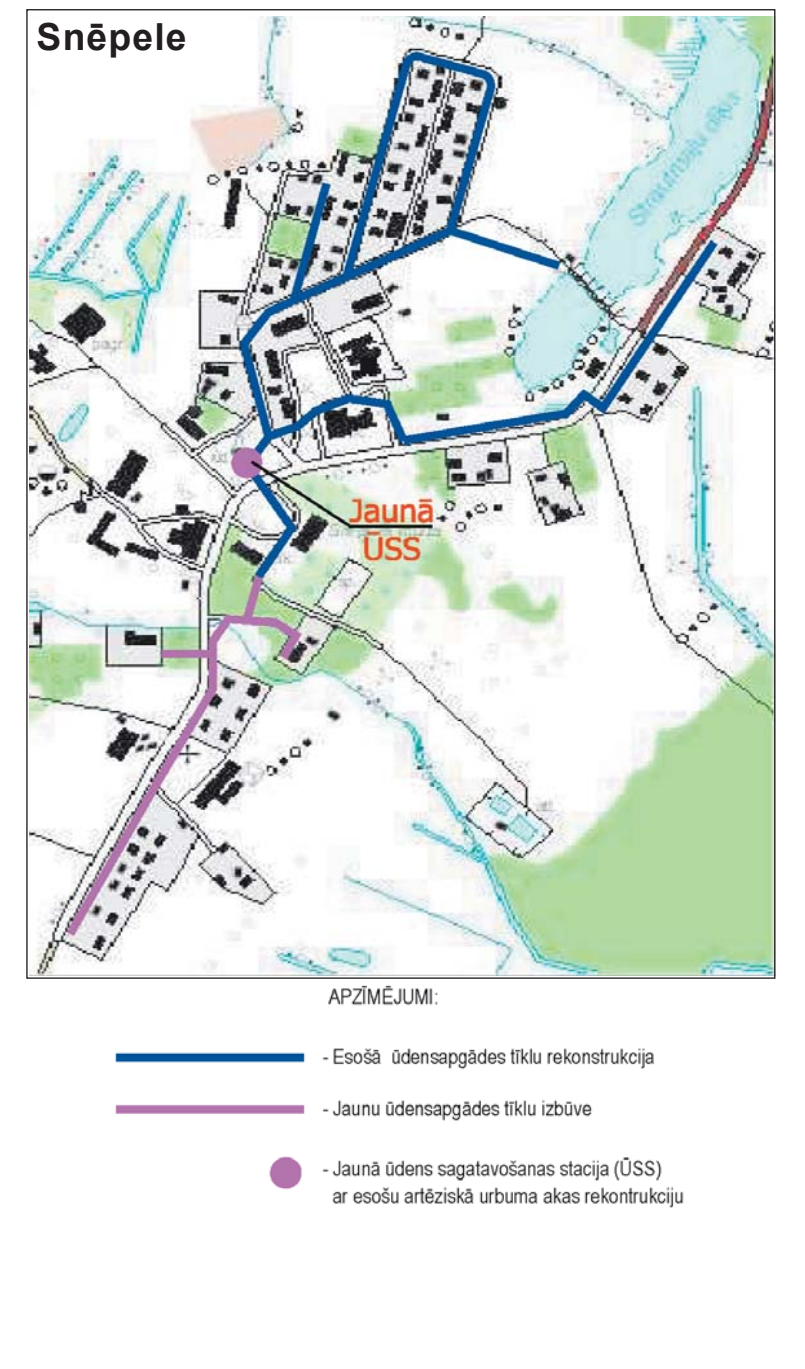 Snēpele
Jaunā
ŪSS
APZĪMĒJUMI:
- Esošā ūdensapgādes tīklu rekonstrukcija
- Jaunu ūdensapgādes tīklu izbūve
- Jaunā ūdens sagatavošanas stacija (ŪSS)
ar esošu artēziskā urbuma akas rekontrukciju